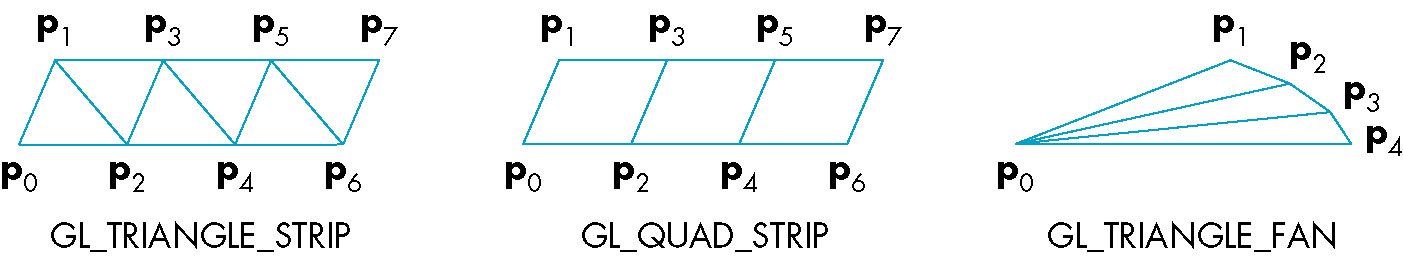 p1 p3 p5 p7
p0 p2 p4 p6
GL_TRIANGLE_STRIP
p1 p3 p5 p7
p0 p2 p4 p6
GL_QUAD_STRIP
p1
p2
p3
p4
p0
GL_TRIANGLE_FAN